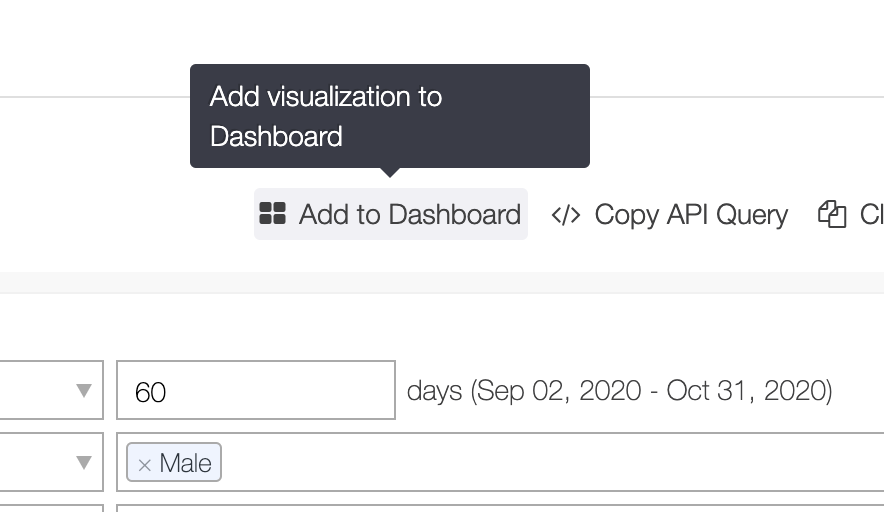 Add visualization to
Dashboard
Add to Dashboard </> Copy API Query
60 days (Sep 02, 2020 - Oct 31, 2020)
× Male